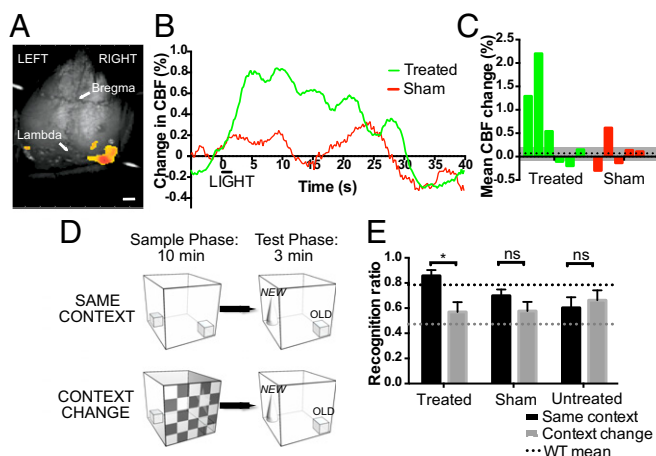 A
LEFT RIGHT
Bregma
Lambda
B
Change in CBF (%)
1.0
0.8
0.6
0.4
0.2
0
-0.2
-0.4
Treated
Sham
LIGHT
5 10 15 20 25 30 35 40
Time (s)
C
Mean CBF change (%)
2.5
2.0
1.5
1.0
0.5
0.0
-0.5
Treated Sham
D
Sample Phase:
10 min
Test Phase:
3 min
SAME
CONTEXT
NEW
OLD
CONTEXT
CHANGE
NEW
OLD
E
Recognition ratio
1.0
0.8
0.6
0.4
0.2
0.0
* ns ns
Treated Sham Untreated
Same context
Context change
WT mean